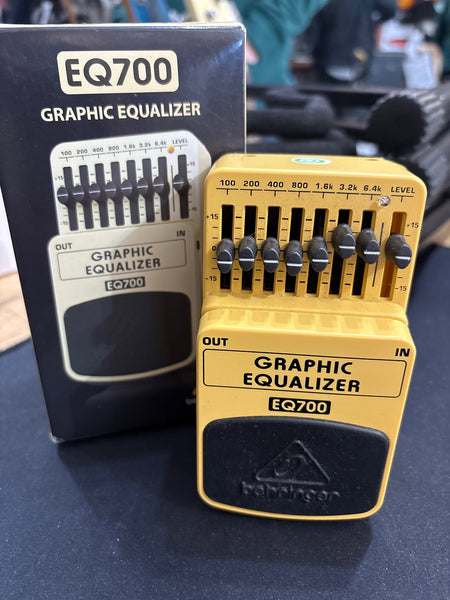 EQ700
GRAPHIC EQUALIZER
100 200 400 800 1.6k 3.2k 6.4k LEVEL
+15
-15
OUT
IN
GRAPHIC
EQUALIZER
EQ700
100 200 400 800 1.6k 3.2k 6.4k LEVEL
+15
+15
0
-15
-15
OUT
IN
GRAPHIC
EQUALIZER
EQ700
behringer